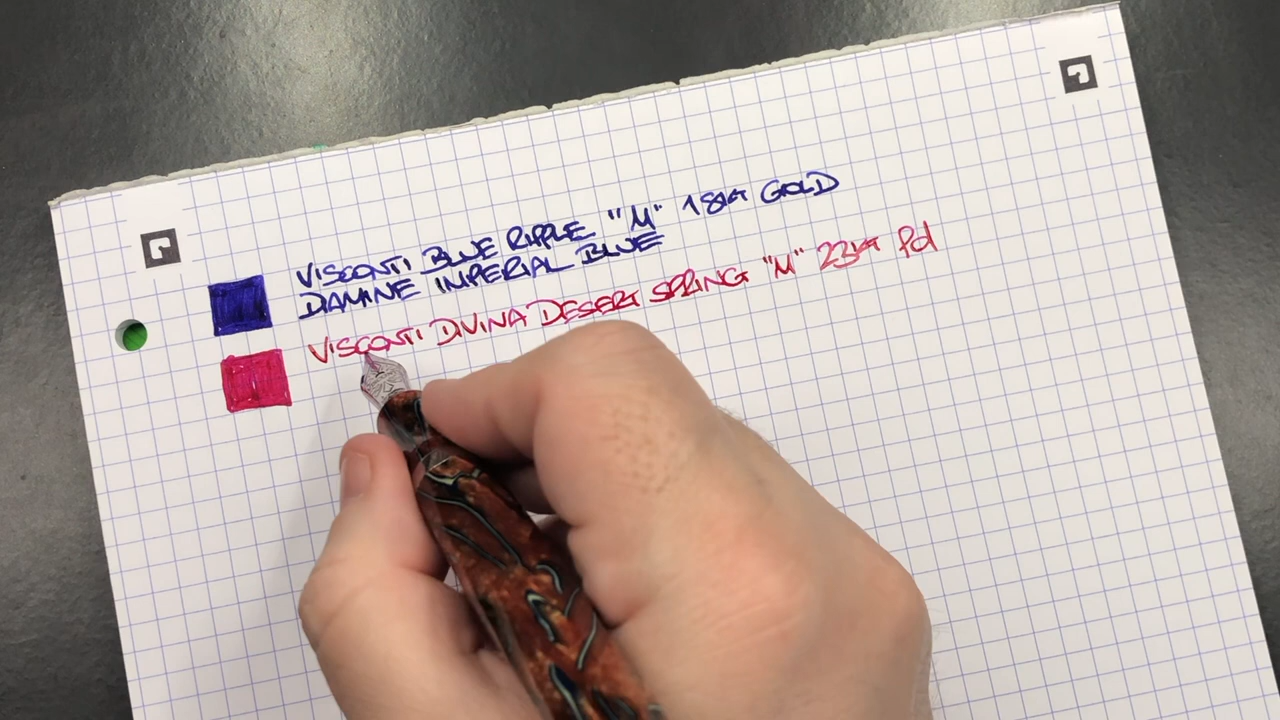 VISCONTI BLUE RIPPLE "M" 18kt GOLD
DIAMINE IMPERIAL BLUE
VISCONTI DIVINA DESERT SPRING "M" 23kt Pd